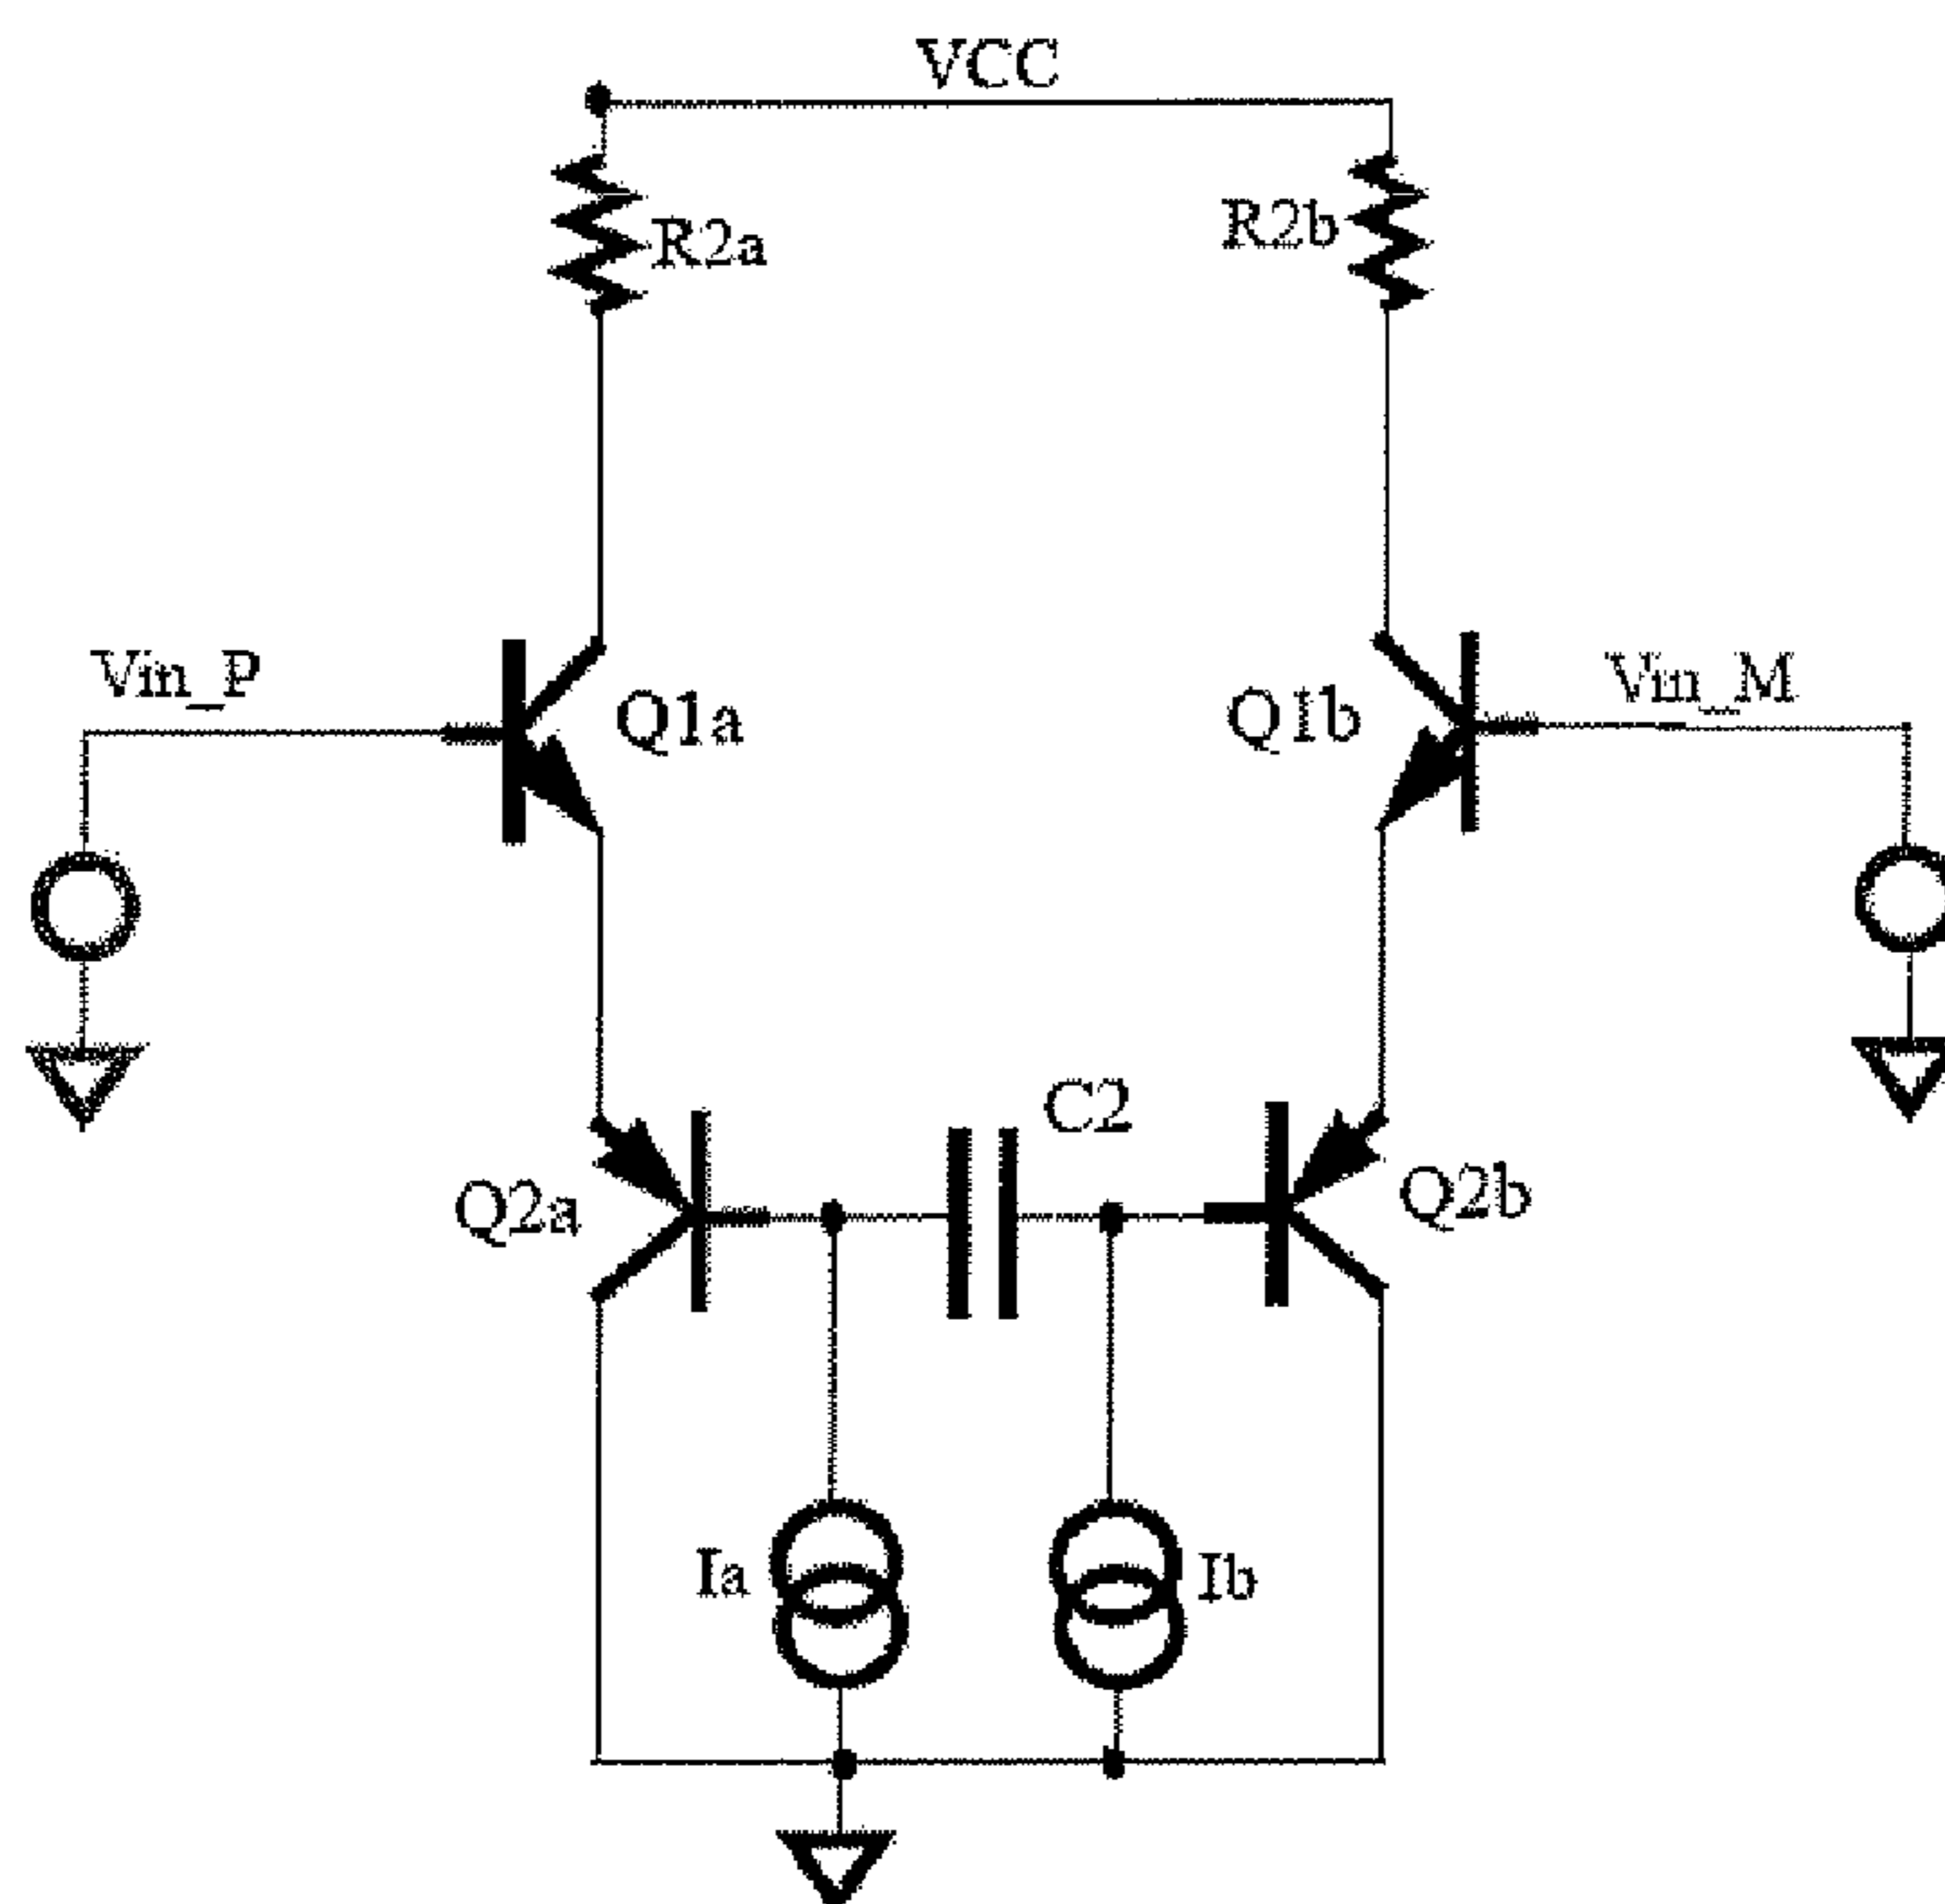 VCC
R2a
R2b
Vin_P
Q1a
Q1b
Vin_M
C2
Q2a
Q2b
Ia
Ib